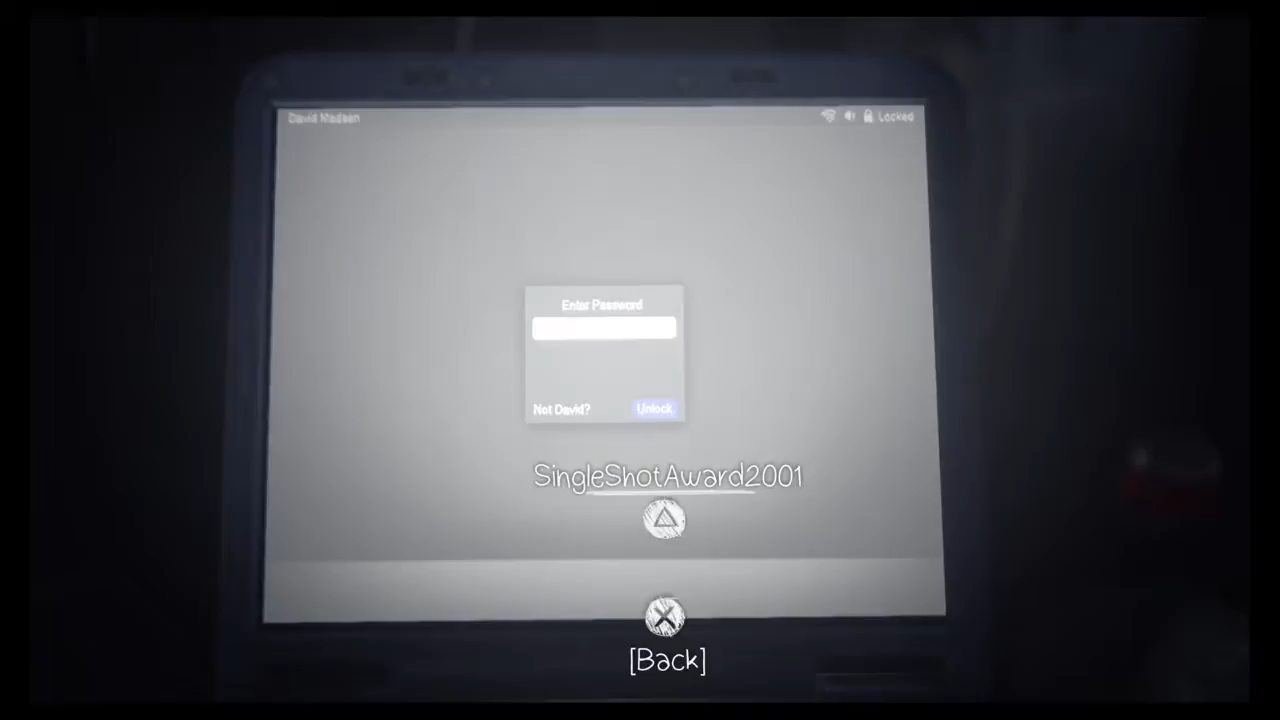 David Madsen
Locked
Enter Password
Not David?
Unlock
SingleShotAward2001
[Back]